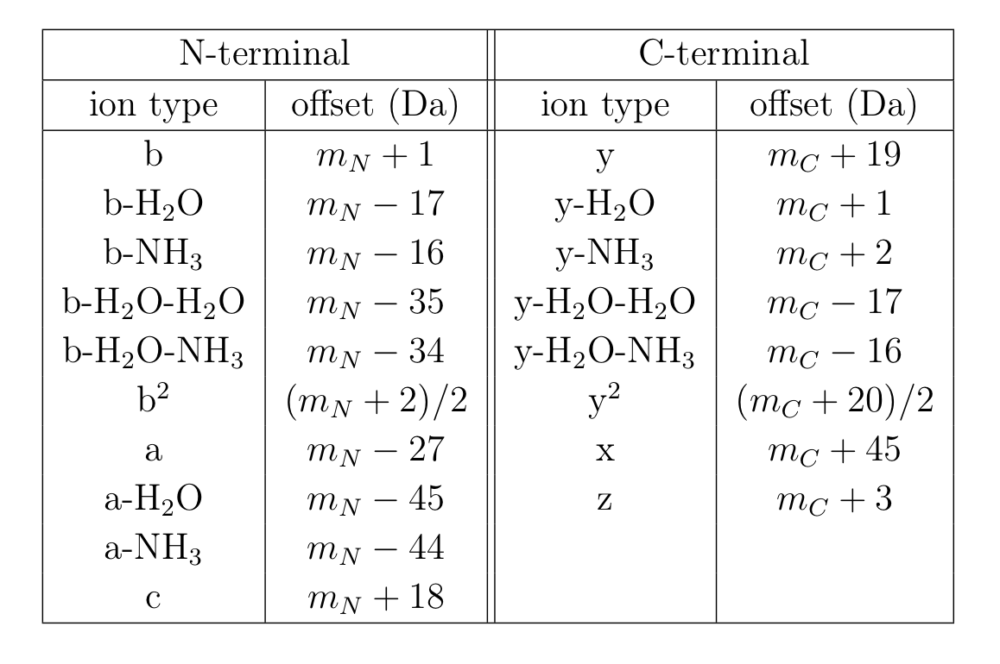 N-terminal C-terminal
ion type offset (Da) ion type offset (Da)
b m_N + 1 y m_C + 19
b-H₂O m_N − 17 y-H₂O m_C + 1
b-NH₃ m_N − 16 y-NH₃ m_C + 2
b-H₂O-H₂O m_N − 35 y-H₂O-H₂O m_C − 17
b-H₂O-NH₃ m_N − 34 y-H₂O-NH₃ m_C − 16
b² (m_N + 2)/2 y² (m_C + 20)/2
a m_N − 27 x m_C + 45
a-H₂O m_N − 45 z m_C + 3
a-NH₃ m_N − 44
c m_N + 18